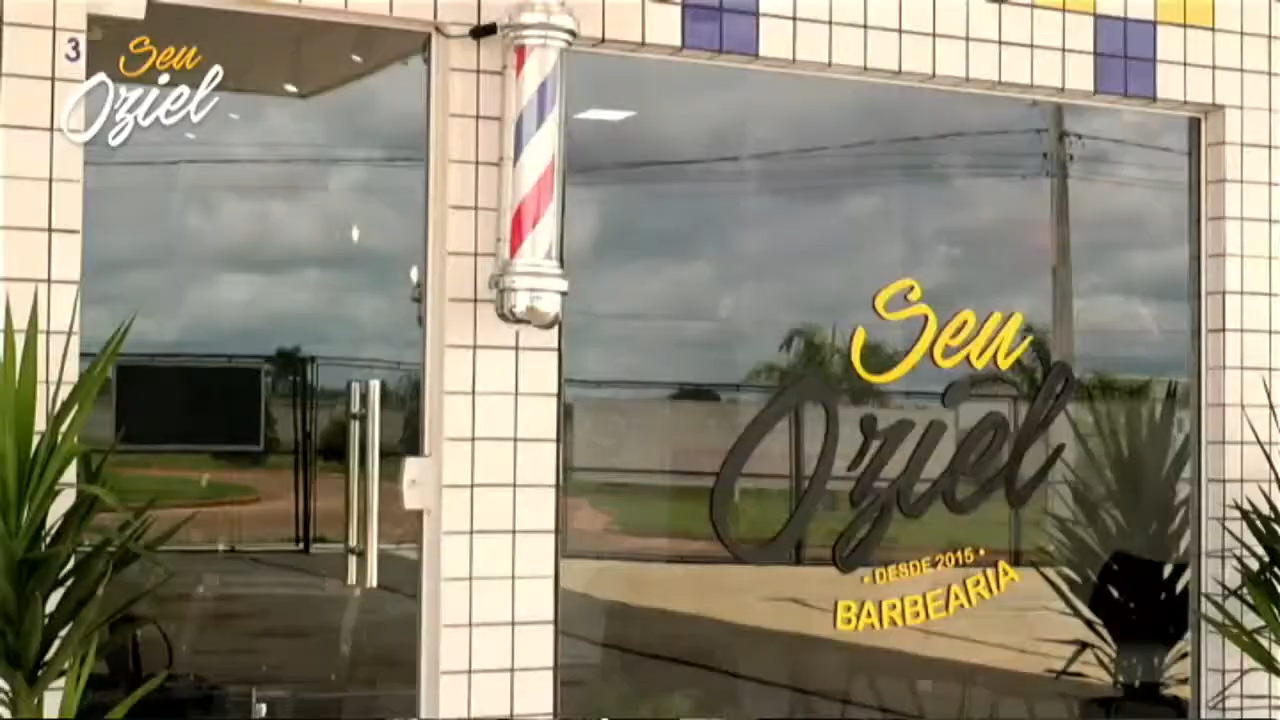 3
Seu
Oziel
Seu
Oziel
• DESDE 2015 •
BARBEARIA